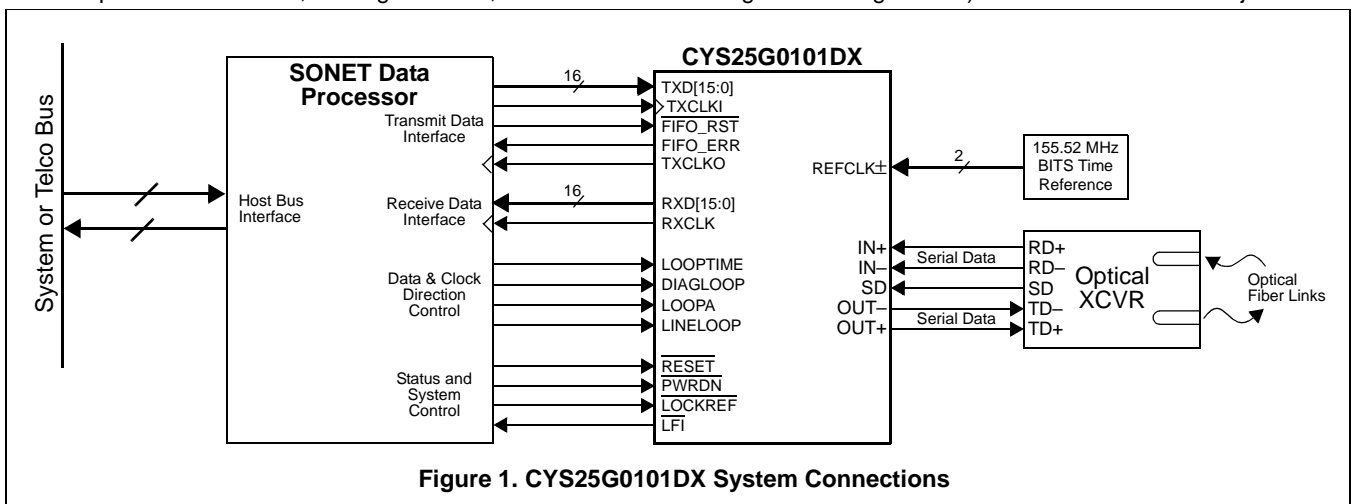 CYS25G0101DX
SONET Data
Processor
System or Telco Bus
Host Bus
Interface
Transmit Data
Interface
Receive Data
Interface
Data & Clock
Direction
Control
Status and
System
Control
16
16
TXD[15:0]
TXCLKI
FIFO_RST
FIFO_ERR
TXCLKO
RXD[15:0]
RXCLK
LOOPTIME
DIAGLOOP
LOOPA
LINELOOP
RESET
PWRDN
LOCKREF
LFI
REFCLK±
2
155.52 MHz
BITS Time
Reference
IN+
IN–
SD
OUT–
OUT+
Serial Data
Serial Data
RD+
RD–
SD
TD–
TD+
Optical
XCVR
Optical
Fiber Links
Figure 1. CYS25G0101DX System Connections